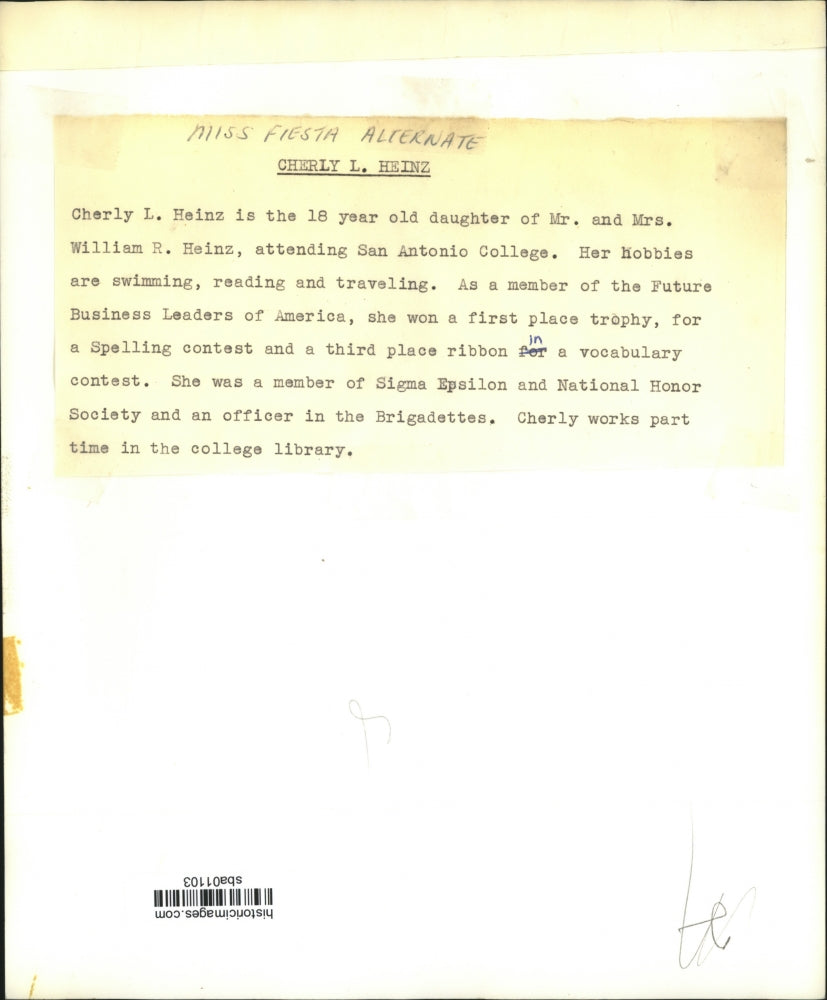 MISS FIESTA ALTERNATE
CHERLY L. HEINZ
Cherly L. Heinz is the 18 year old daughter of Mr. and Mrs.
William R. Heinz, attending San Antonio College. Her hobbies
are swimming, reading and traveling. As a member of the Future
Business Leaders of America, she won a first place trophy, for
a Spelling contest and a third place ribbon for in a vocabulary
contest. She was a member of Sigma Epsilon and National Honor
Society and an officer in the Brigadettes. Cherly works part
time in the college library.
sba01103
historicimages.com